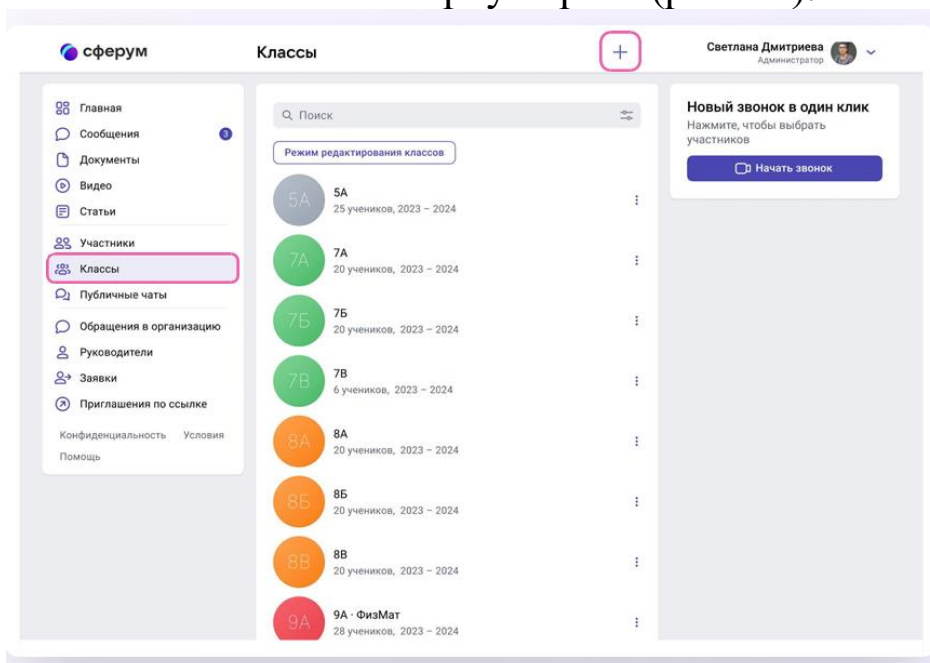 сферум
Классы
+
Светлана Дмитриева
Администратор
Главная
Сообщения 3
Документы
Видео
Статьи
Участники
Классы
Публичные чаты
Обращения в организацию
Руководители
Заявки
Приглашения по ссылке
Конфиденциальность Условия
Помощь
Поиск
Режим редактирования классов
5А
5А
25 учеников, 2023 – 2024
7А
7А
20 учеников, 2023 – 2024
7Б
7Б
20 учеников, 2023 – 2024
7В
7В
6 учеников, 2023 – 2024
8А
8А
20 учеников, 2023 – 2024
8Б
8Б
20 учеников, 2023 – 2024
8В
8В
20 учеников, 2023 – 2024
9А
9А · ФизМат
28 учеников, 2023 – 2024
Новый звонок в один клик
Нажмите, чтобы выбрать
участников
Начать звонок